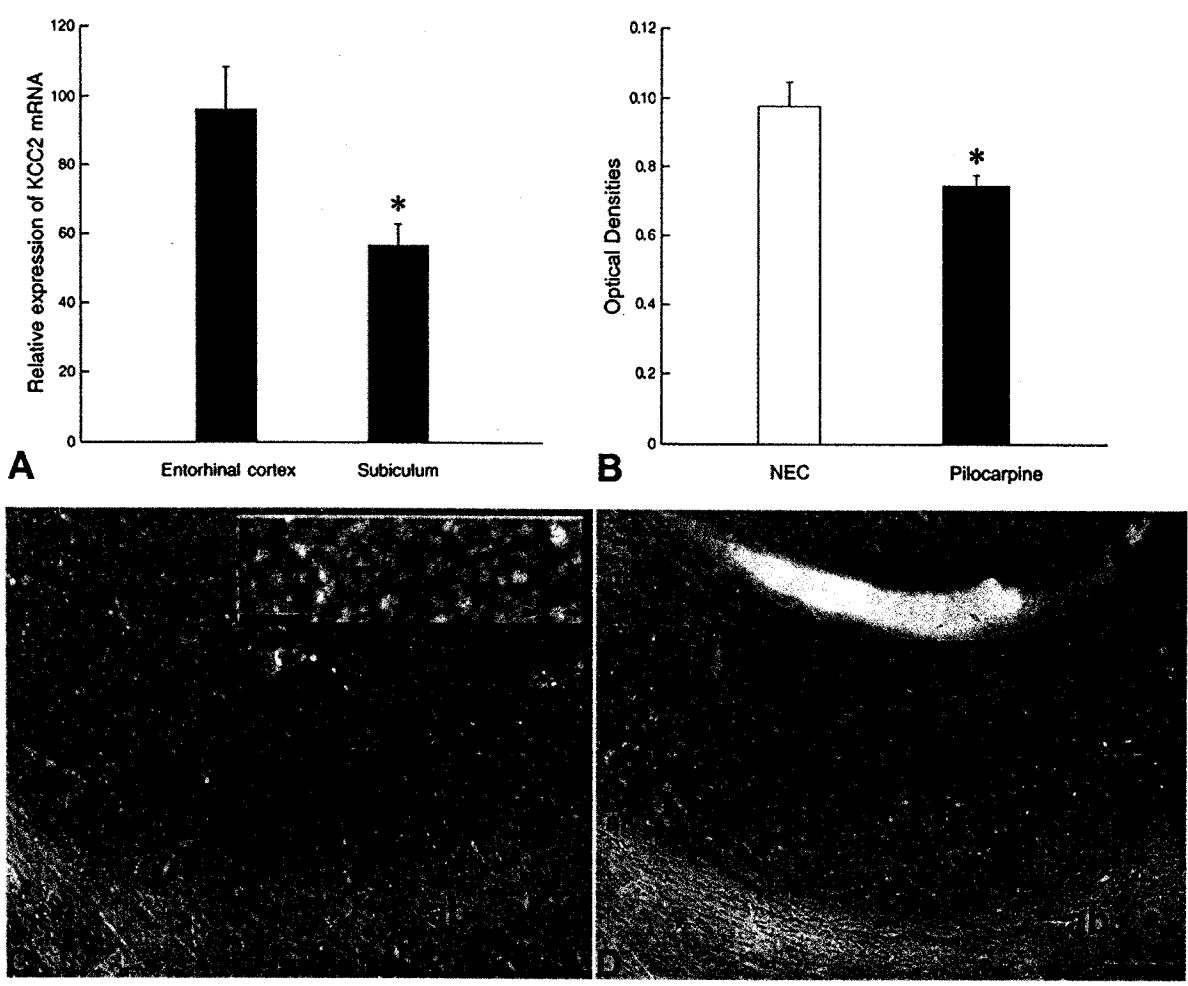 120
100
80
60
40
20
0
Relative expression of KCC2 mRNA
*
Entorhinal cortex
Subiculum
A
0.12
0.10
0.8
0.6
0.4
0.2
0
Optical Densities
*
NEC
Pilocarpine
B
C
D